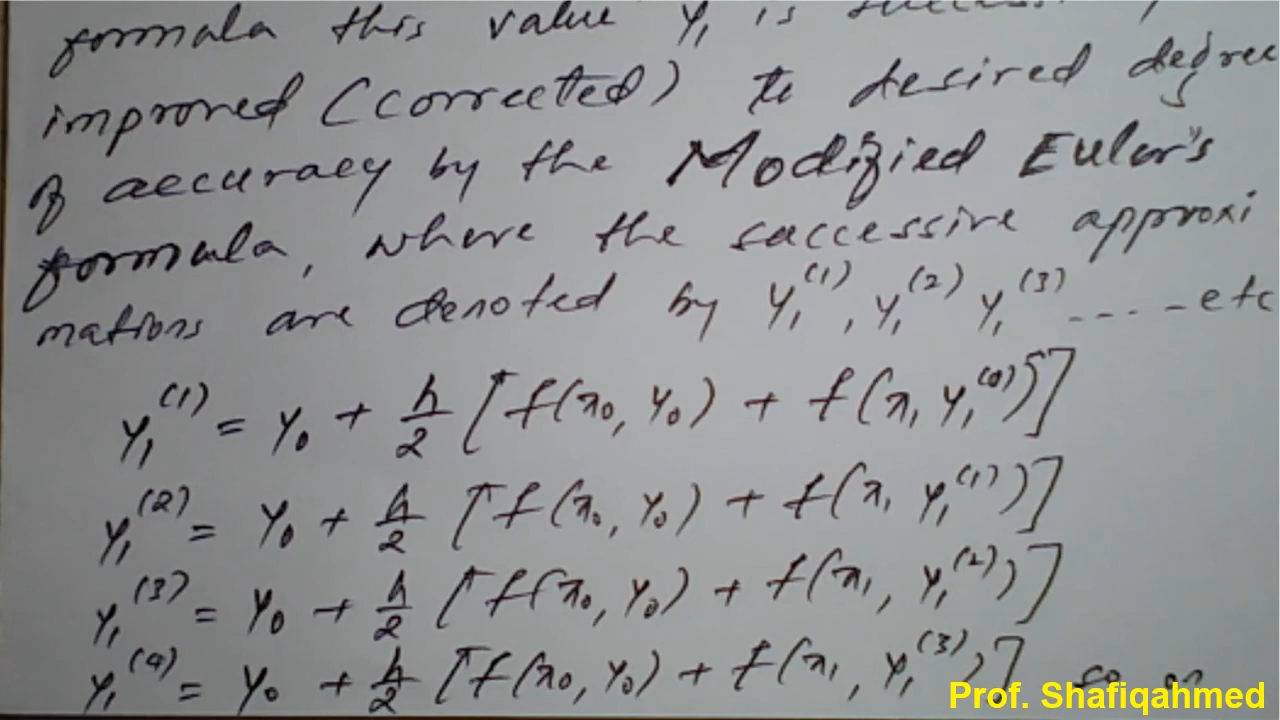 formula this value y₁ is
improved (corrected) to desired degree
of accuracy by the Modified Euler's
formula, where the successive approxi
mations are denoted by y₁⁽¹⁾, y₁⁽²⁾ y₁⁽³⁾ ---- etc
y₁⁽¹⁾ = y₀ + h/2 [f(x₀, y₀) + f(x₁, y₁⁽⁰⁾)]
y₁⁽²⁾ = y₀ + h/2 [f(x₀, y₀) + f(x₁, y₁⁽¹⁾)]
y₁⁽³⁾ = y₀ + h/2 [f(x₀, y₀) + f(x₁, y₁⁽²⁾)]
y₁⁽⁴⁾ = y₀ + h/2 [f(x₀, y₀) + f(x₁, y₁⁽³⁾)] so on
Prof. Shafiqahmed